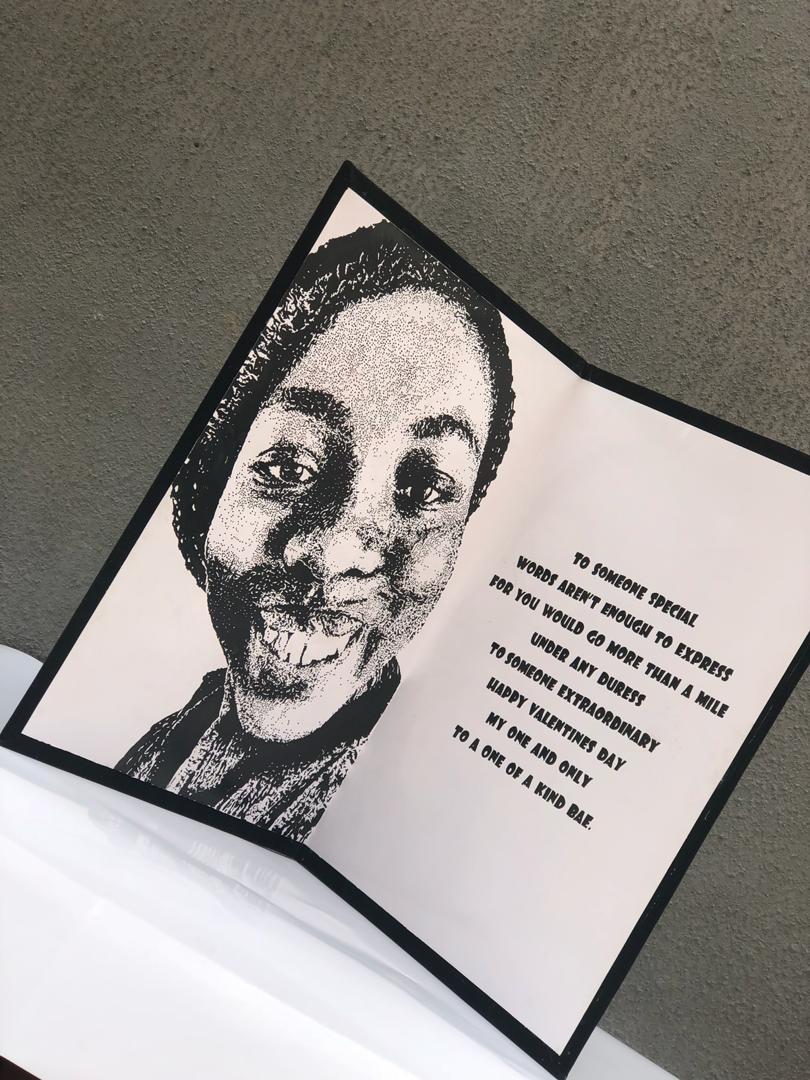 TO SOMEONE SPECIAL
WORDS AREN'T ENOUGH TO EXPRESS
FOR YOU WOULD GO MORE THAN A MILE
UNDER ANY DURESS
TO SOMEONE EXTRAORDINARY
HAPPY VALENTINES DAY
MY ONE AND ONLY
TO A ONE OF A KIND BAE.